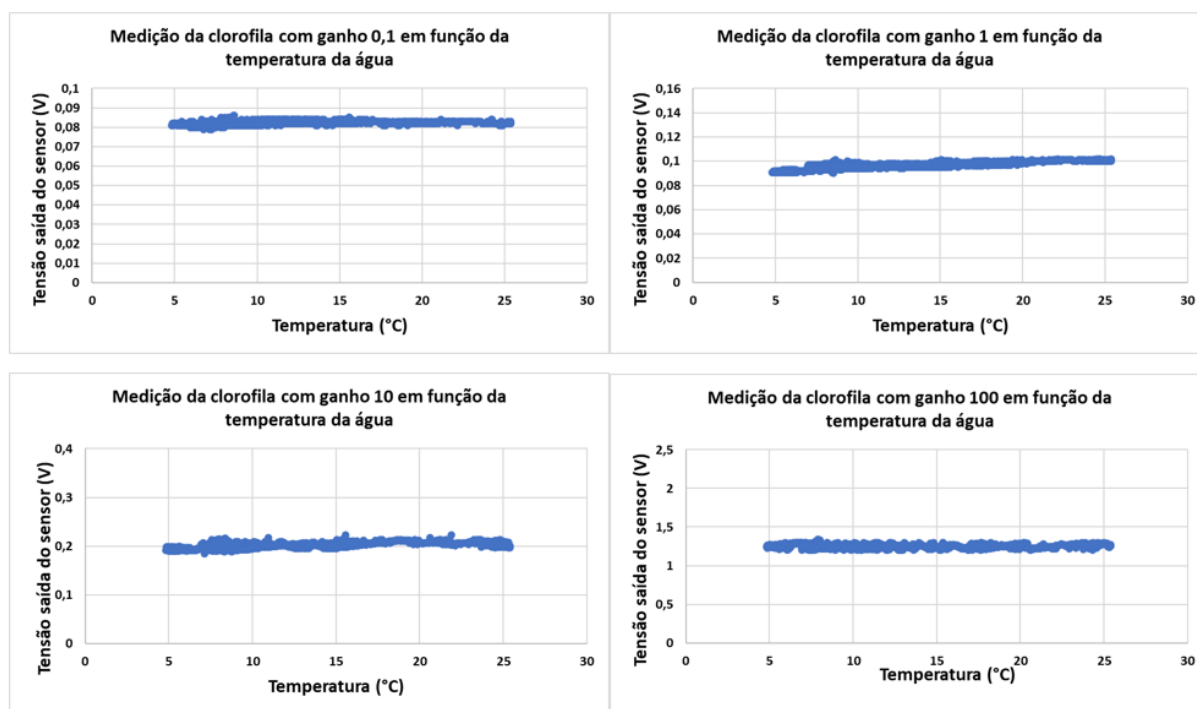 Medição da clorofila com ganho 0,1 em função da
temperatura da água
Tensão saída do sensor (V)
0,1
0,09
0,08
0,07
0,06
0,05
0,04
0,03
0,02
0,01
0
0 5 10 15 20 25 30
Temperatura (°C)
Medição da clorofila com ganho 1 em função da
temperatura da água
Tensão saída do sensor (V)
0,16
0,14
0,12
0,1
0,08
0,06
0,04
0,02
0
0 5 10 15 20 25 30
Temperatura (°C)
Medição da clorofila com ganho 10 em função da
temperatura da água
Tensão saída do sensor (V)
0,4
0,3
0,2
0,1
0
0 5 10 15 20 25 30
Temperatura (°C)
Medição da clorofila com ganho 100 em função da
temperatura da água
Tensão saída do sensor (V)
2,5
2
1,5
1
0,5
0
0 5 10 15 20 25 30
Temperatura (°C)